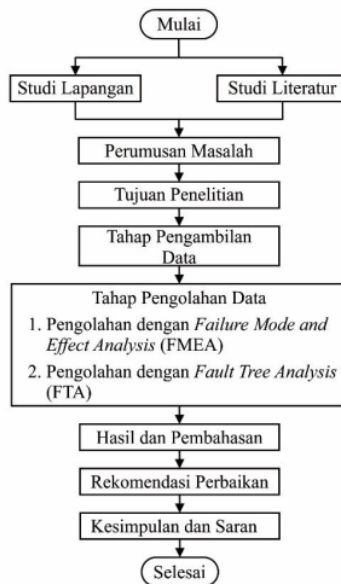 Mulai
Studi Lapangan
Studi Literatur
Perumusan Masalah
Tujuan Penelitian
Tahap Pengambilan
Data
Tahap Pengolahan Data
1. Pengolahan dengan Failure Mode and
Effect Analysis (FMEA)
2. Pengolahan dengan Fault Tree Analysis
(FTA)
Hasil dan Pembahasan
Rekomendasi Perbaikan
Kesimpulan dan Saran
Selesai